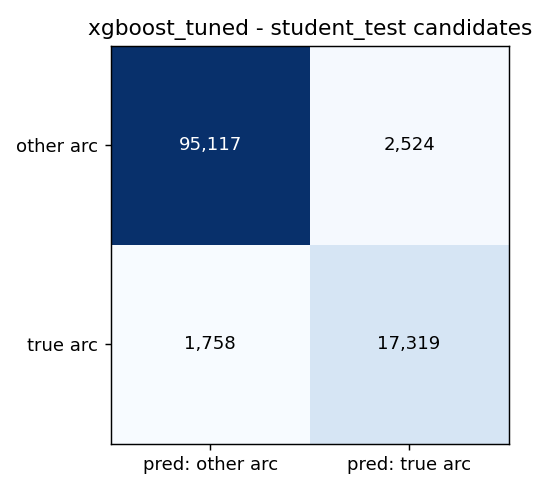 xgboost_tuned - student_test candidates
other arc
95,117
2,524
true arc
1,758
17,319
pred: other arc
pred: true arc